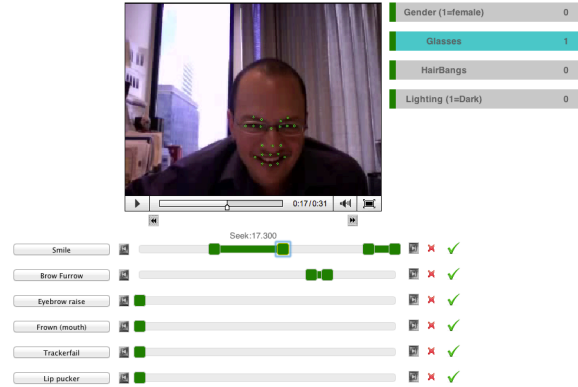 Gender (1=female) 0
Glasses 1
HairBangs 0
Lighting (1=Dark) 0
0:17/0:31
Seek:17.300
Smile
Brow Furrow
Eyebrow raise
Frown (mouth)
Trackerfail
Lip pucker